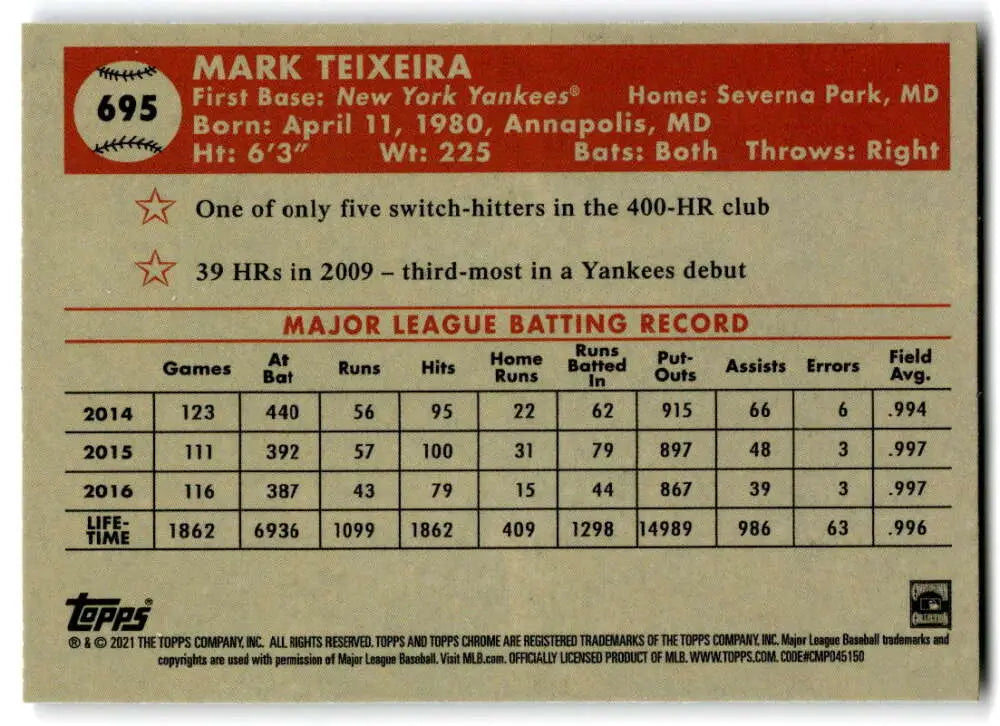 695
MARK TEIXEIRA
First Base: New York Yankees® Home: Severna Park, MD
Born: April 11, 1980, Annapolis, MD
Ht: 6'3" Wt: 225 Bats: Both Throws: Right
One of only five switch-hitters in the 400-HR club
39 HRs in 2009 – third-most in a Yankees debut
MAJOR LEAGUE BATTING RECORD
Games At Bat Runs Hits Home Runs Runs Batted In Put-Outs Assists Errors Field Avg.
2014 123 440 56 95 22 62 915 66 6 .994
2015 111 392 57 100 31 79 897 48 3 .997
2016 116 387 43 79 15 44 867 39 3 .997
LIFE-TIME 1862 6936 1099 1862 409 1298 14989 986 63 .996
TOPPS
® & © 2021 THE TOPPS COMPANY, INC. ALL RIGHTS RESERVED. TOPPS AND TOPPS CHROME ARE REGISTERED TRADEMARKS OF THE TOPPS COMPANY, INC. Major League Baseball trademarks and
copyrights are used with permission of Major League Baseball. Visit MLB.com. OFFICIALLY LICENSED PRODUCT OF MLB. WWW.TOPPS.COM. CODE#CMP045150